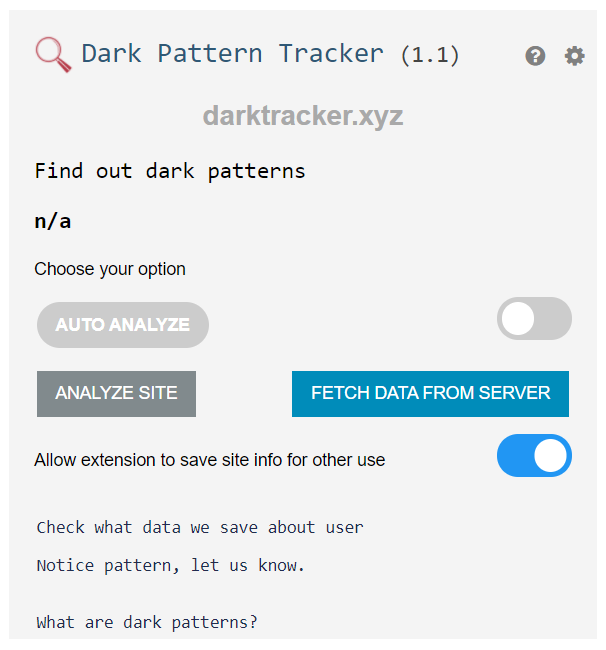 Dark Pattern Tracker (1.1)
darktracker.xyz
Find out dark patterns
n/a
Choose your option
AUTO ANALYZE
ANALYZE SITE
FETCH DATA FROM SERVER
Allow extension to save site info for other use
Check what data we save about user
Notice pattern, let us know.
What are dark patterns?